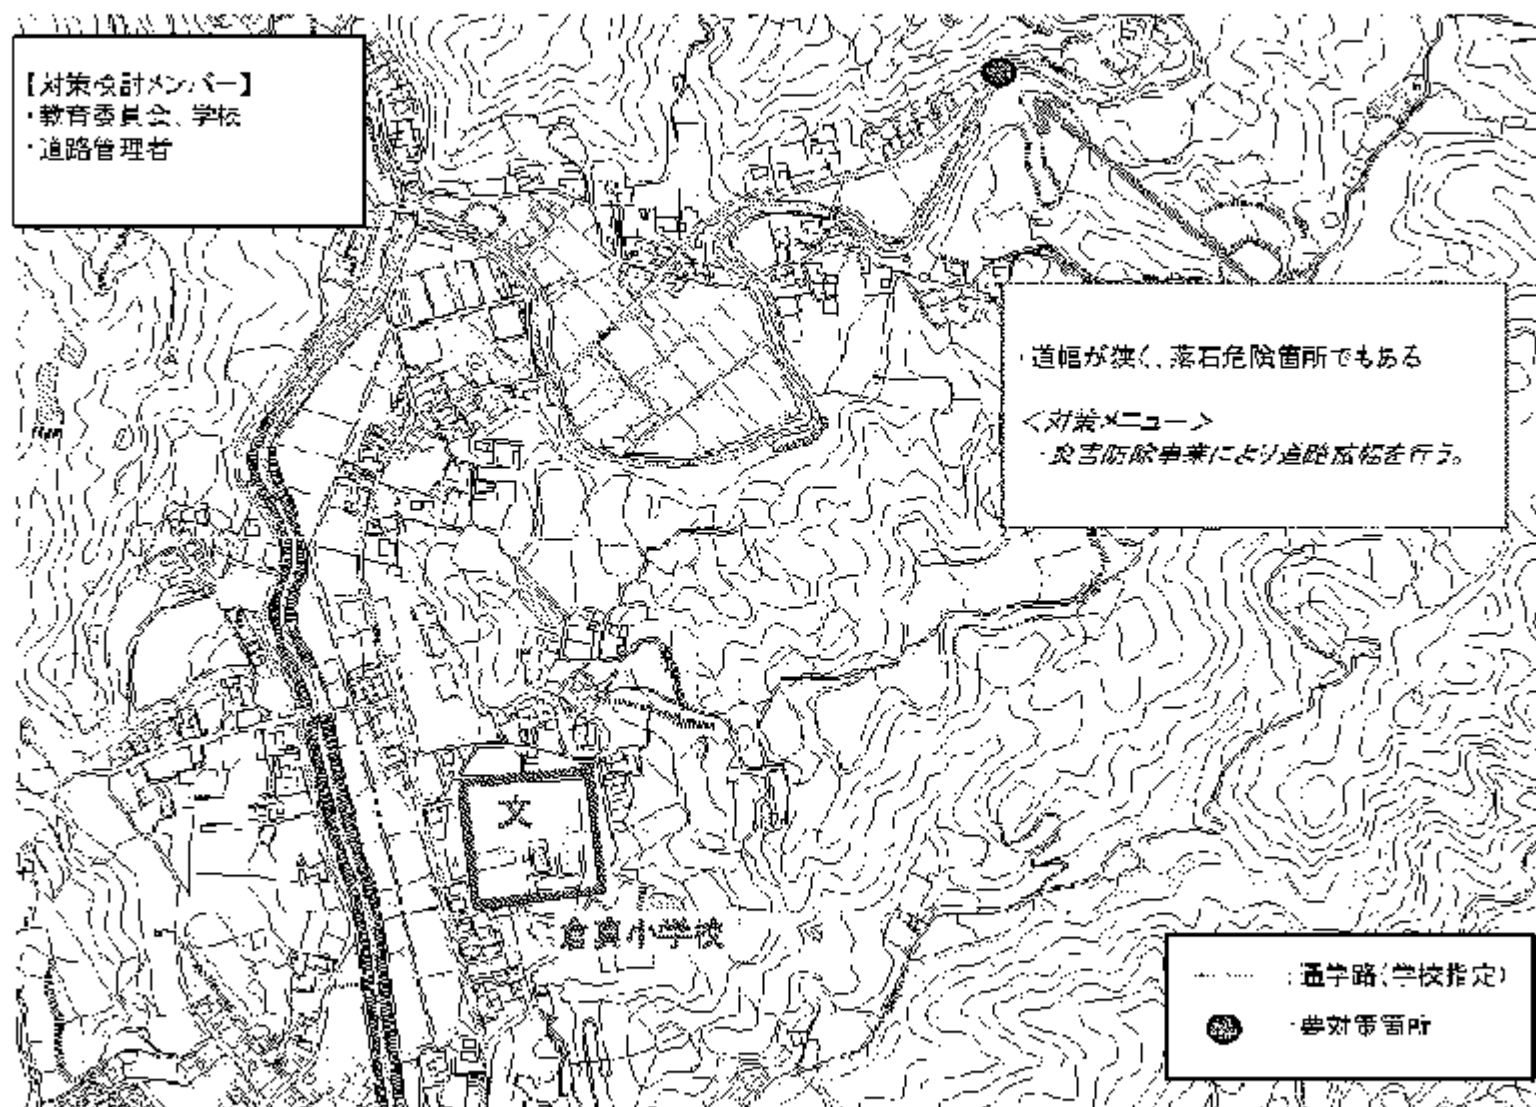 【対策検討メンバー】
・教育委員会、学校
・道路管理者
・道幅が狭く、落石危険箇所でもある
＜対策メニュー＞
・災害防除事業により道路拡幅を行う。
文
倉真小学校
：通学路（学校指定）
：要対策箇所